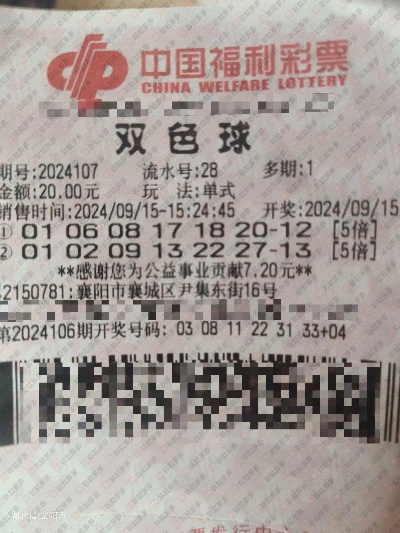 中国福利彩票
CHINA WELFARE LOTTERY
双色球
期号:2024107 流水号:28 多期:1
金额:20.00元 玩 法:单式
销售时间:2024/09/15-15:24:45 开奖:2024/09/15
① 01 06 08 17 18 20-12 [5倍]
② 01 02 09 13 22 27-13 [5倍]
**感谢您为公益事业贡献7.20元**
42150781:襄阳市襄城区尹集东街16号
第2024106期开奖号码: 03 08 11 22 31 33+04